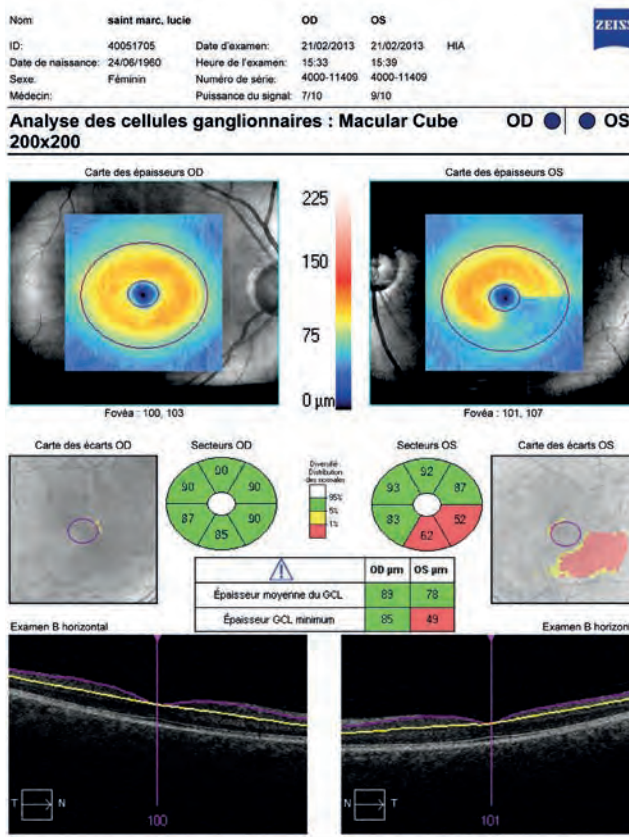 Nom: saint marc, lucie OD OS
ZEISS
ID: 40051705 Date d'examen: 21/02/2013 21/02/2013 HIA
Date de naissance: 24/06/1960 Heure de l'examen: 15:33 15:39
Sexe: Féminin Numéro de série: 4000-11409 4000-11409
Médecin: Puissance du signal: 7/10 9/10
Analyse des cellules ganglionnaires : Macular Cube OD OS
200x200
Carte des épaisseurs OD Carte des épaisseurs OS
225
150
75
0 µm
Fovéa : 100, 103 Fovéa : 101, 107
Carte des écarts OD Secteurs OD Secteurs OS Carte des écarts OS
Diversifié :
Distribution
des normales
95%
5%
1%
90 90 90 85 87 90
92 87 52 62 83 93
OD µm OS µm
Épaisseur moyenne du GCL 89 78
Épaisseur GCL minimum 85 49
Examen B horizontal Examen B horizont
T N T N
100 101